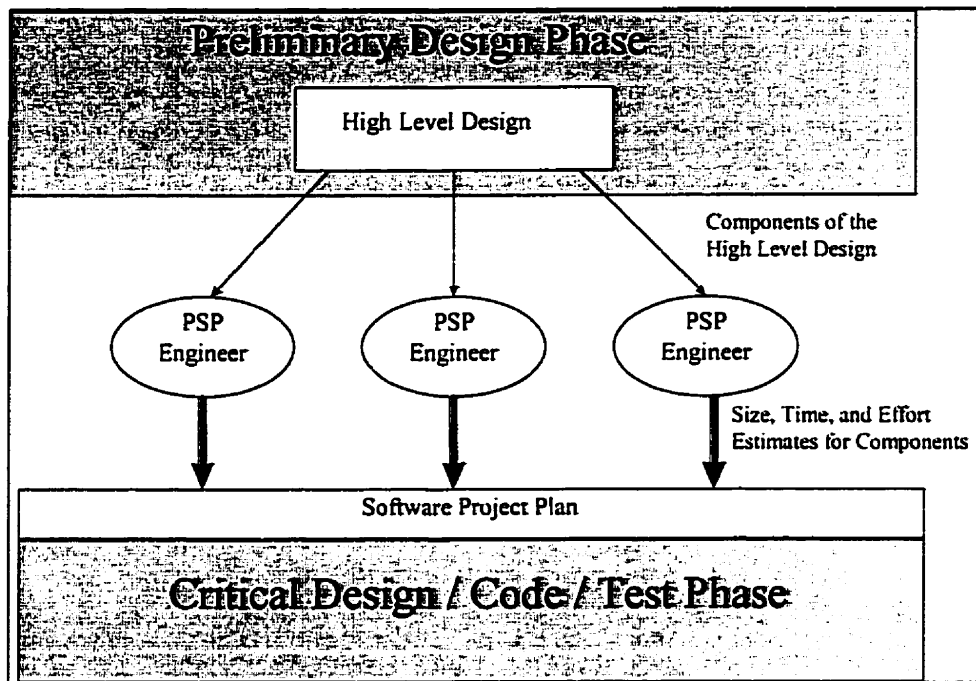 Preliminary Design Phase
High Level Design
Components of the
High Level Design
PSP
Engineer
PSP
Engineer
PSP
Engineer
Size, Time, and Effort
Estimates for Components
Software Project Plan
Critical Design / Code / Test Phase